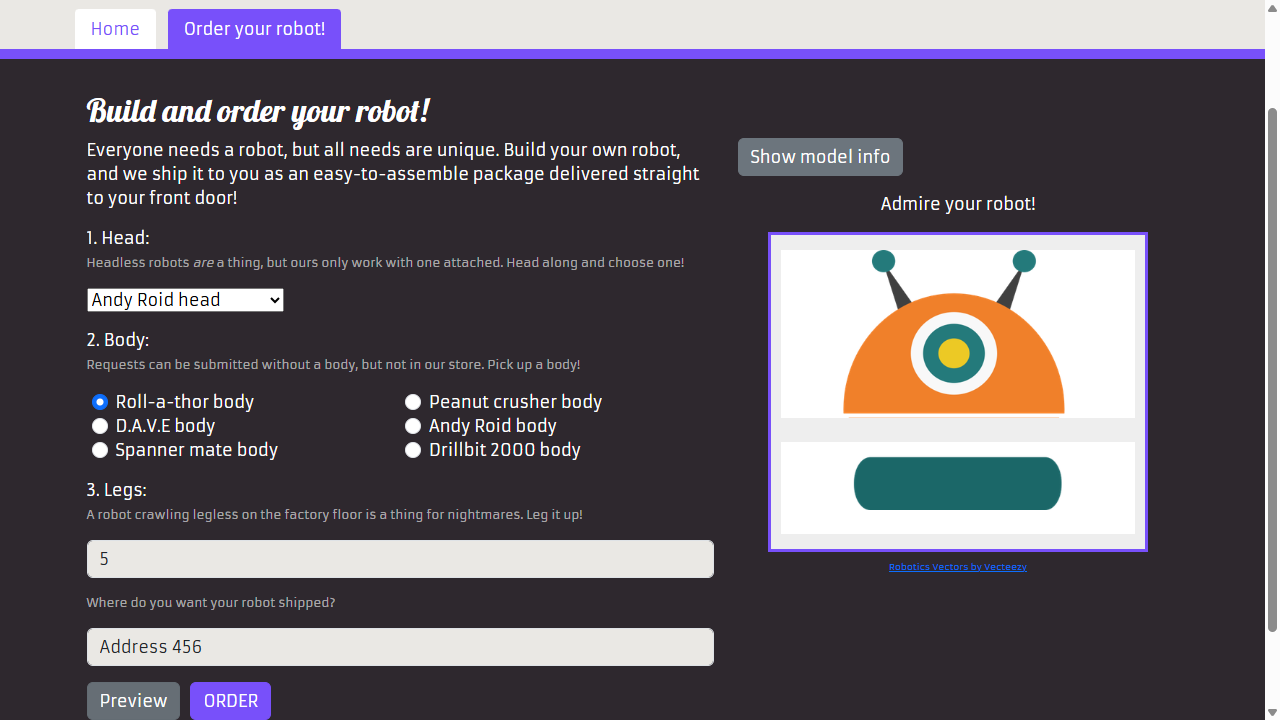 Home
Order your robot!
Build and order your robot!
Everyone needs a robot, but all needs are unique. Build your own robot,
and we ship it to you as an easy-to-assemble package delivered straight
to your front door!
1. Head:
Headless robots are a thing, but ours only work with one attached. Head along and choose one!
Andy Roid head
2. Body:
Requests can be submitted without a body, but not in our store. Pick up a body!
Roll-a-thor body
Peanut crusher body
D.A.V.E body
Andy Roid body
Spanner mate body
Drillbit 2000 body
3. Legs:
A robot crawling legless on the factory floor is a thing for nightmares. Leg it up!
5
Where do you want your robot shipped?
Address 456
Preview
ORDER
Show model info
Admire your robot!
Robotics Vectors by Vecteezy